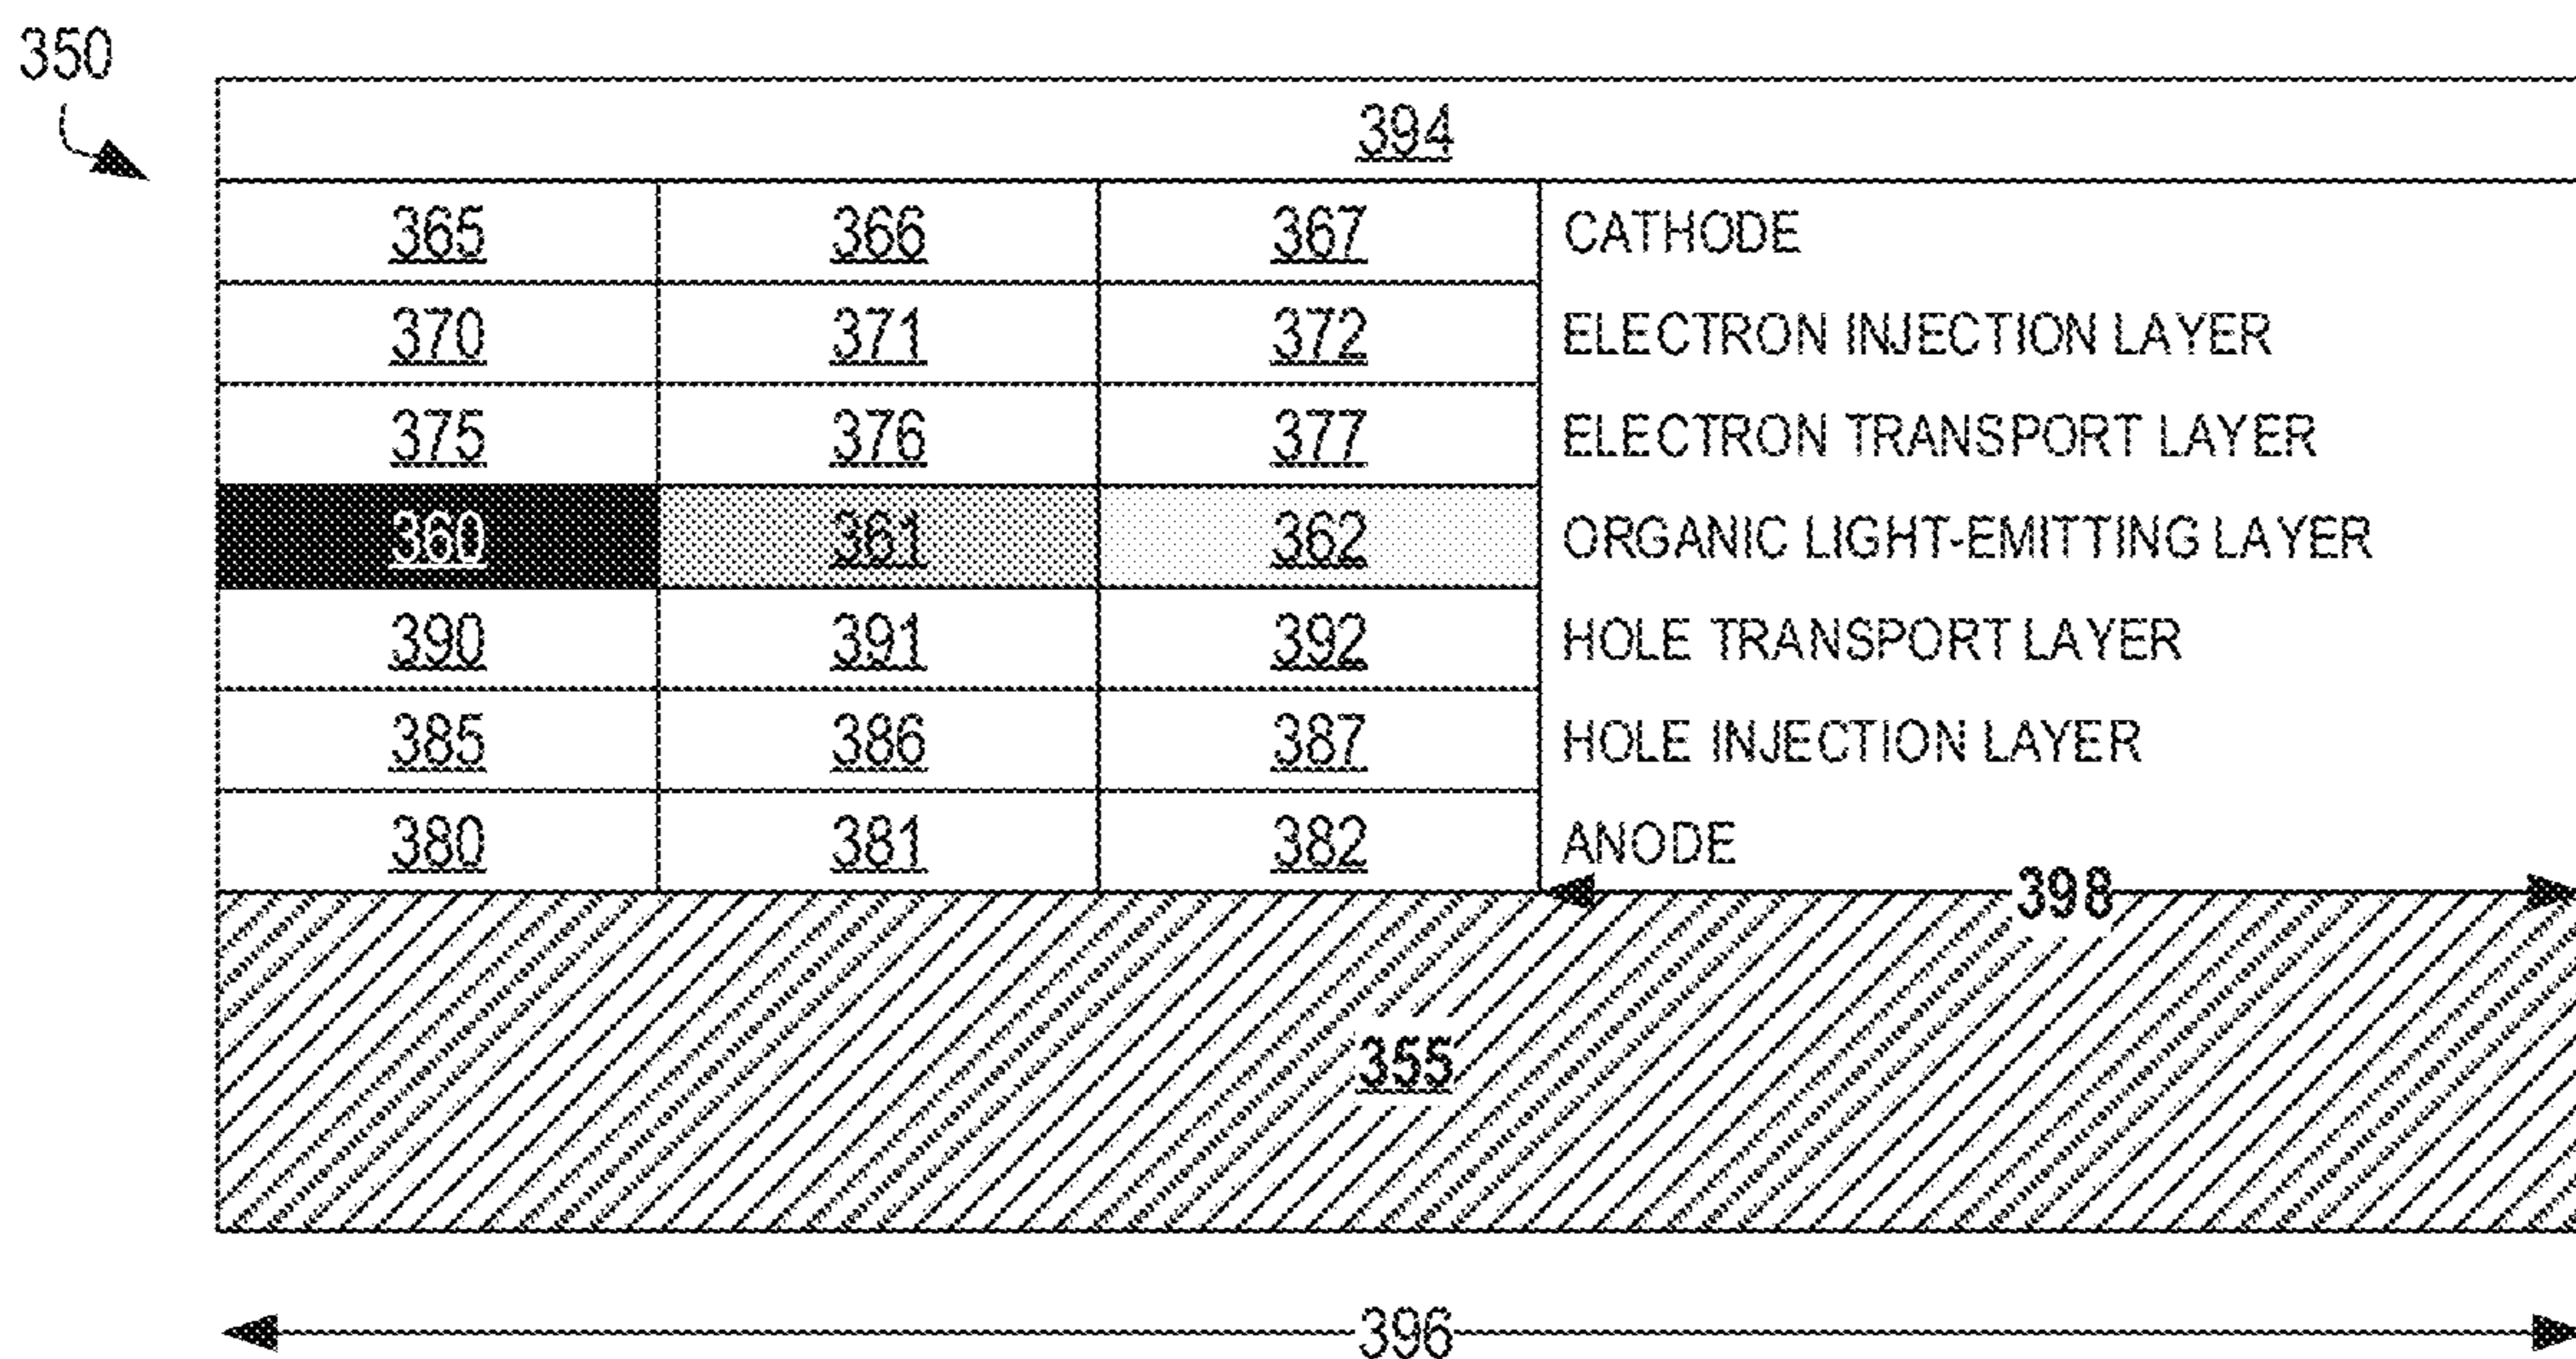 350
394
365 366 367 CATHODE
370 371 372 ELECTRON INJECTION LAYER
375 376 377 ELECTRON TRANSPORT LAYER
360 361 362 ORGANIC LIGHT-EMITTING LAYER
390 391 392 HOLE TRANSPORT LAYER
385 386 387 HOLE INJECTION LAYER
380 381 382 ANODE
398
355
396